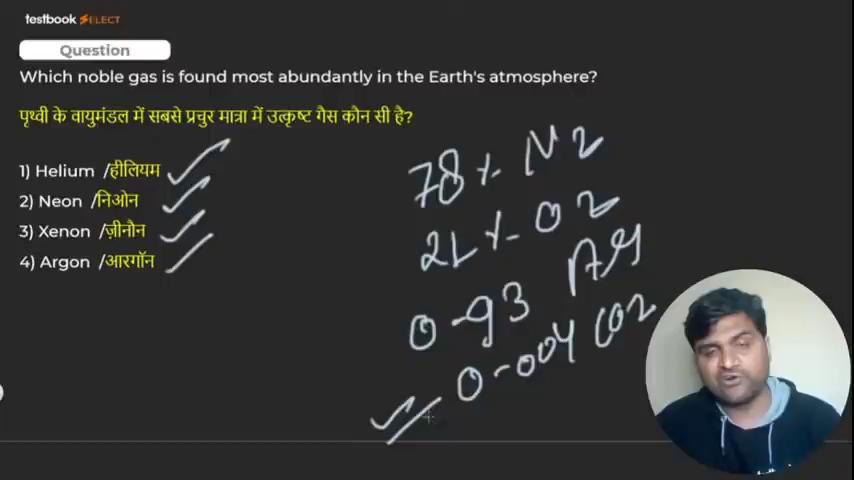 testbook SELECT
Question
Which noble gas is found most abundantly in the Earth's atmosphere?
पृथ्वी के वायुमंडल में सबसे प्रचुर मात्रा में उत्कृष्ट गैस कौन सी है?
1) Helium /हीलियम
2) Neon /निओन
3) Xenon /ज़ीनौन
4) Argon /आरगॉन
78% N2
21% O2
0.93 Ar
0.004 CO2